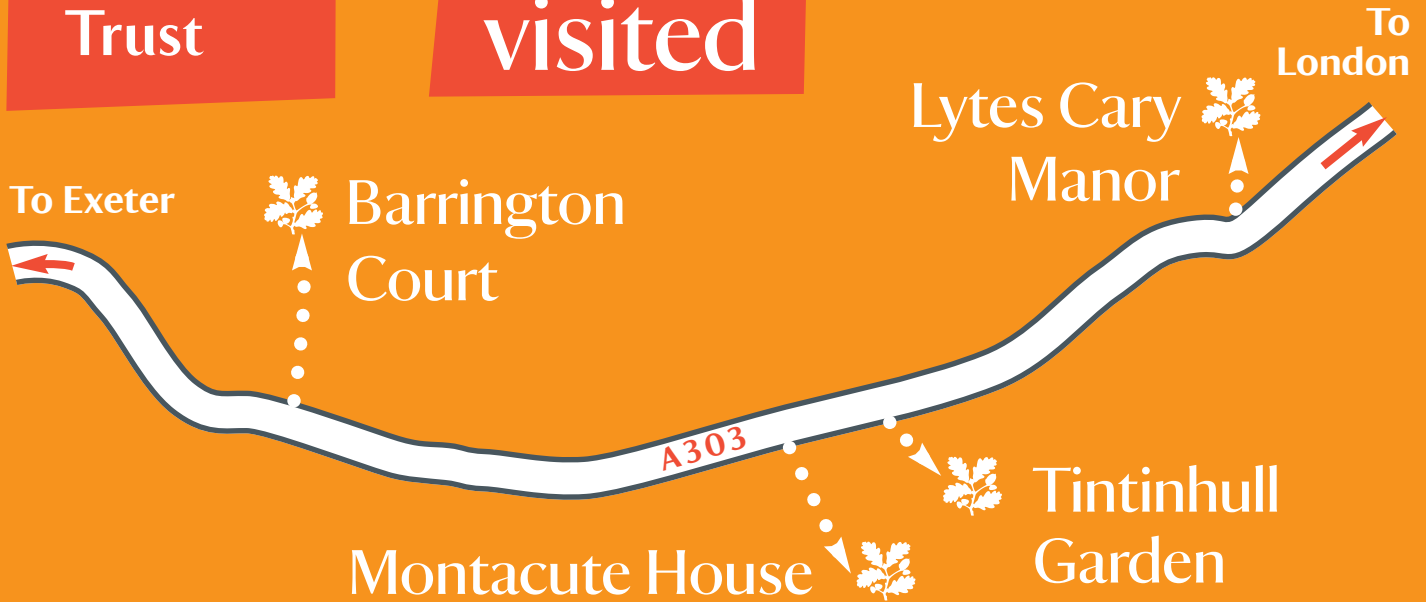 Trust
visited
To
London
Lytes Cary
Manor
To Exeter
Barrington
Court
A303
Tintinhull
Garden
Montacute House